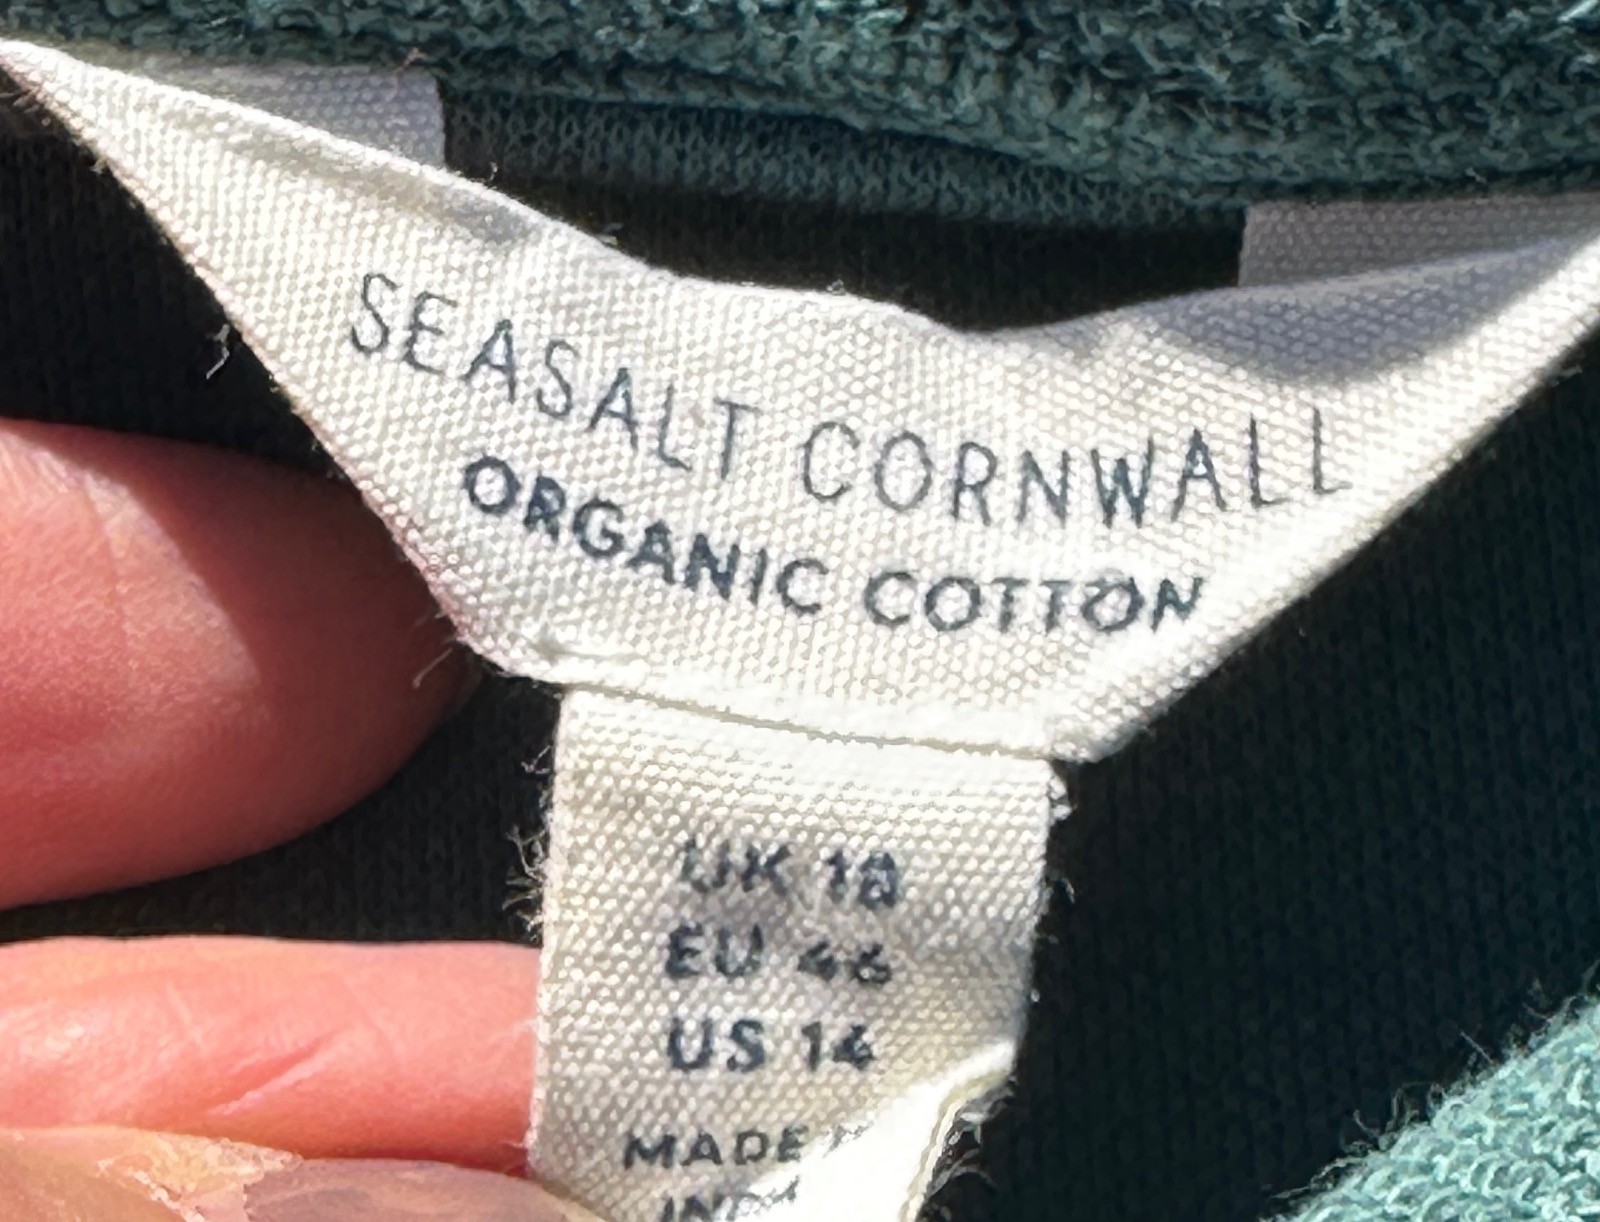 SEASALT CORNWALL
ORGANIC COTTON
UK 18
EU 46
US 14
MADE